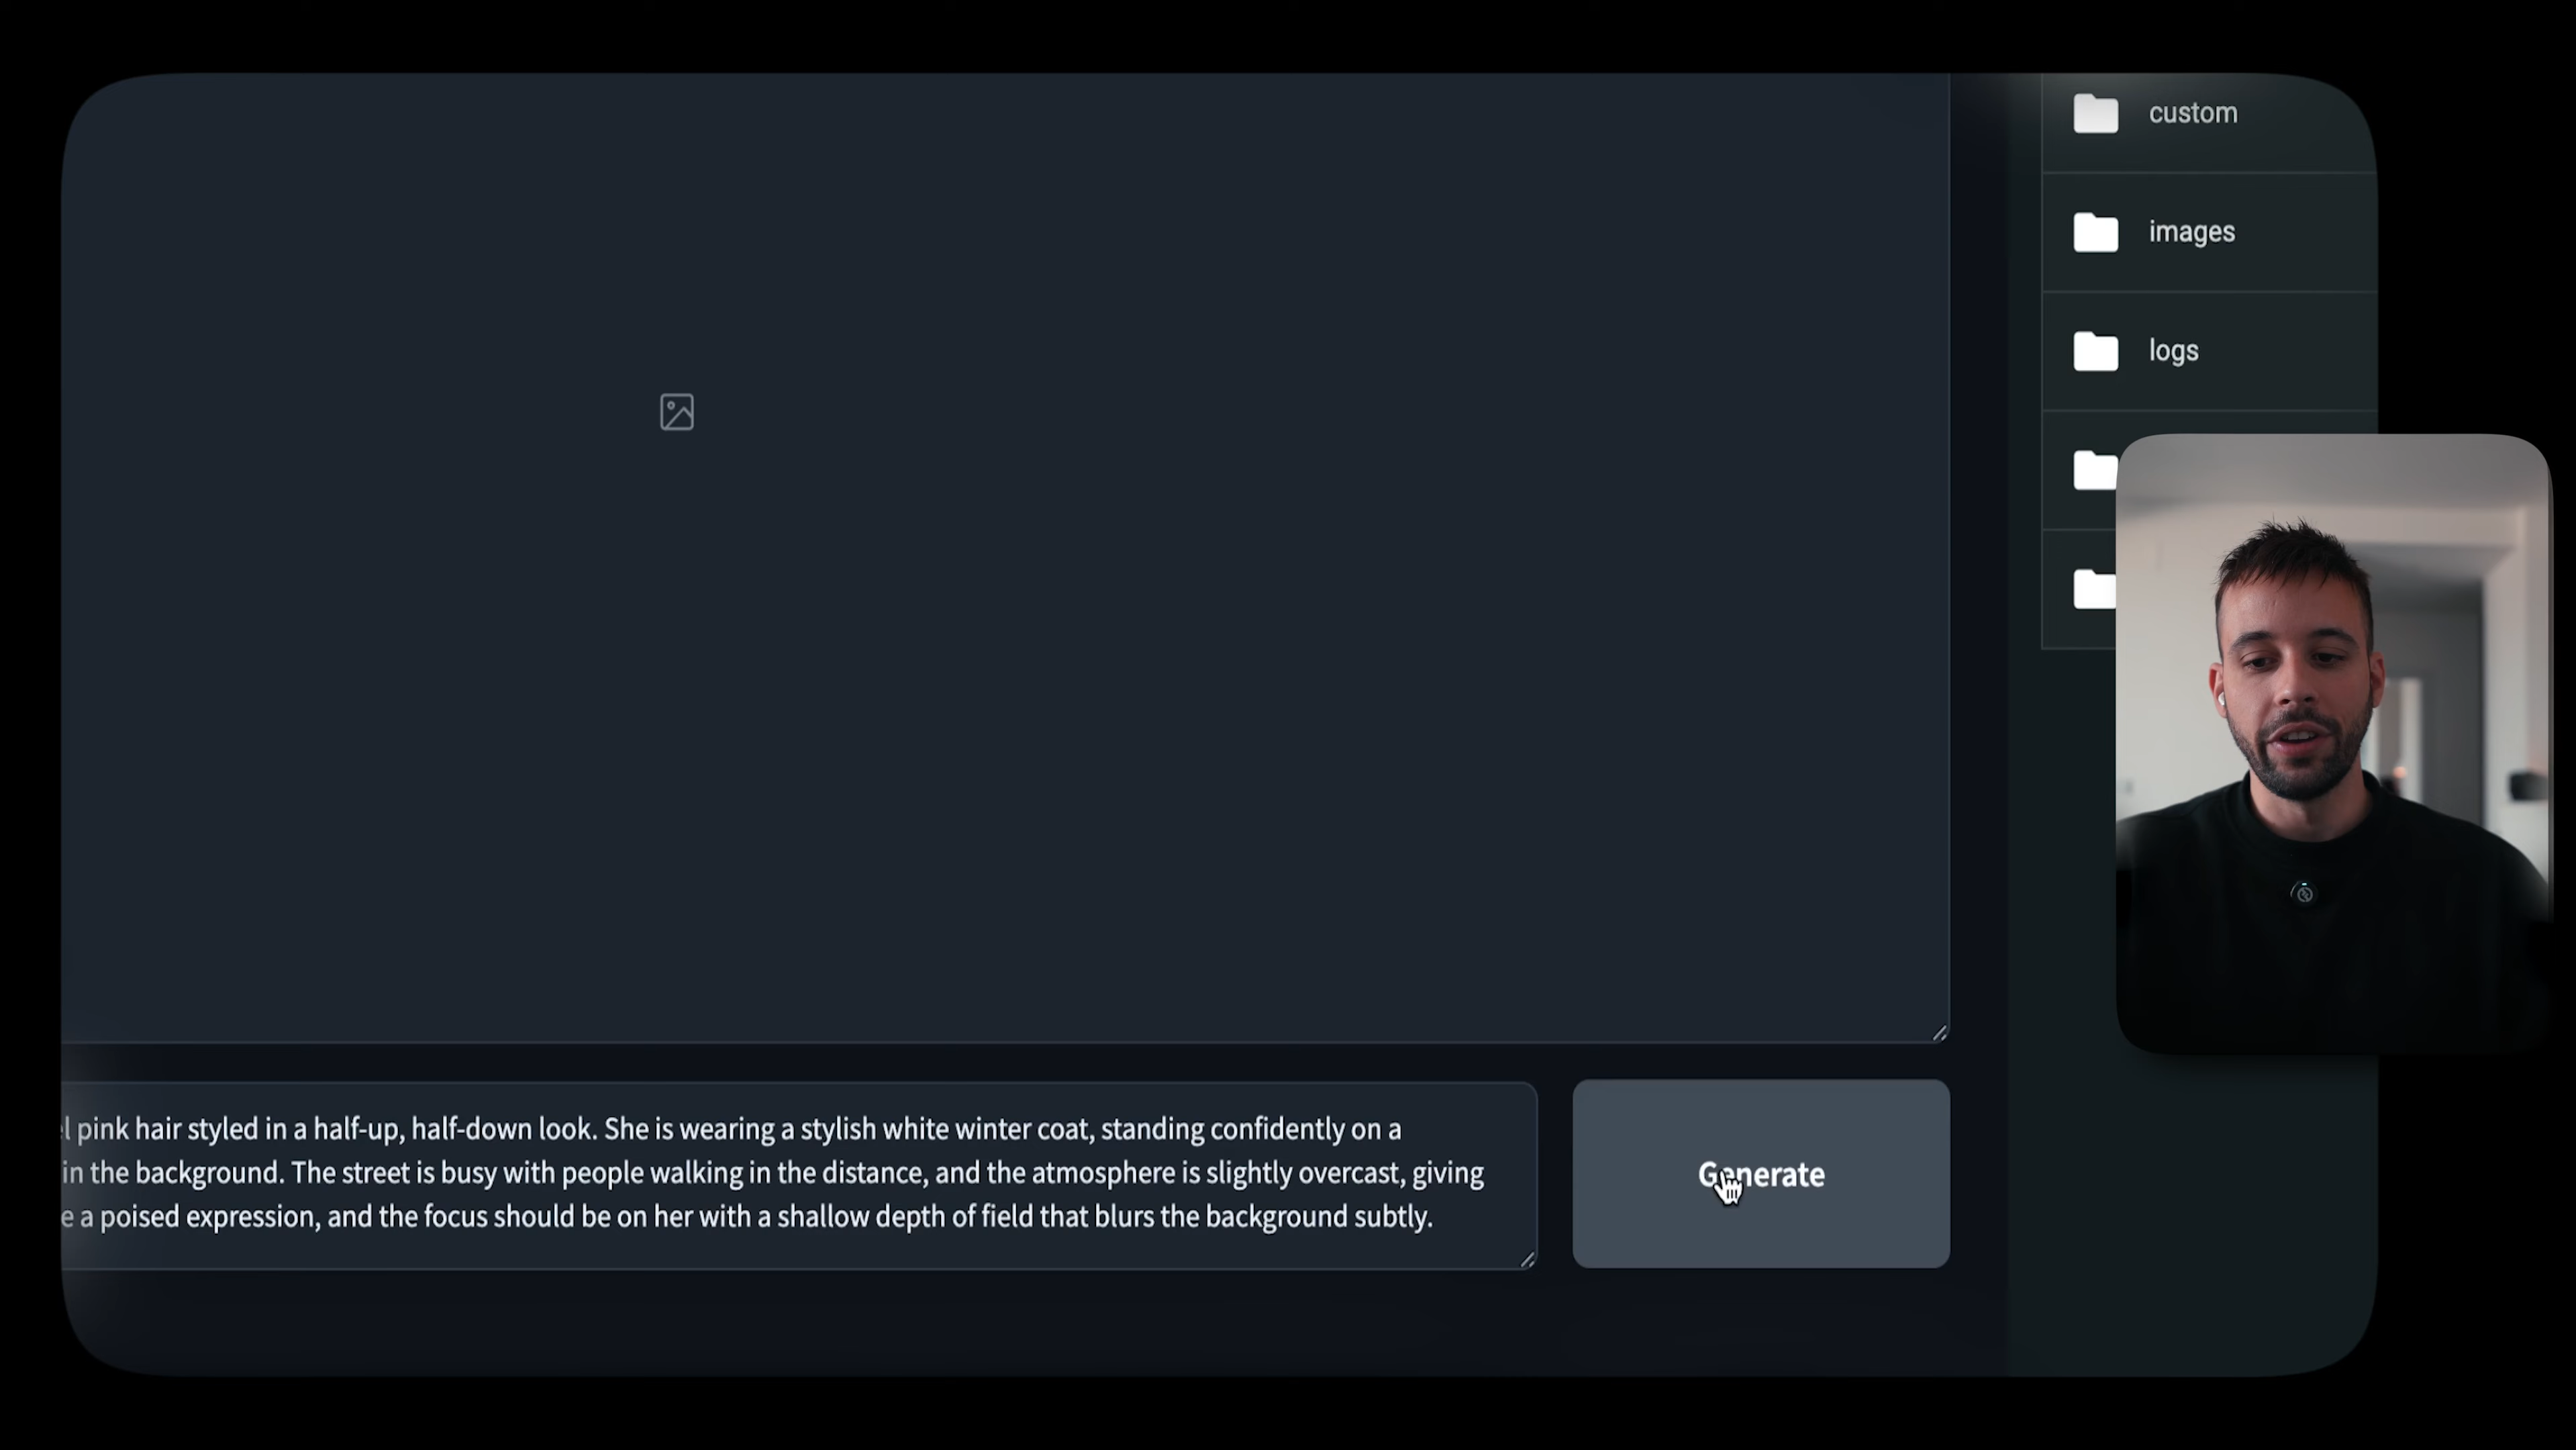 custom
images
logs
pink hair styled in a half-up, half-down look. She is wearing a stylish white winter coat, standing confidently on a
in the background. The street is busy with people walking in the distance, and the atmosphere is slightly overcast, giving
a poised expression, and the focus should be on her with a shallow depth of field that blurs the background subtly.
Generate